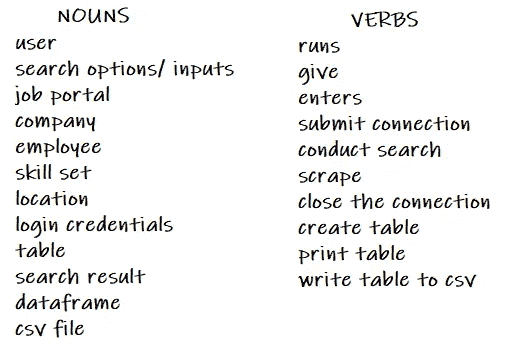 NOUNS
user
search options/ inputs
job portal
company
employee
skill set
location
login credentials
table
search result
dataframe
csv file
VERBS
runs
give
enters
submit connection
conduct search
scrape
close the connection
create table
print table
write table to csv